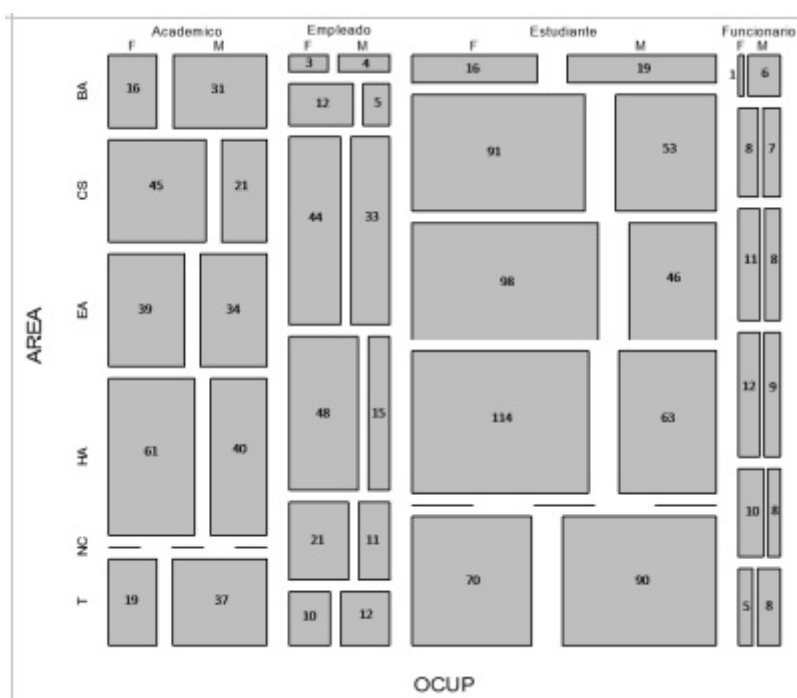 Academico Empleado Estudiante Funcionario
F M F M F M F M
BA 16 31 3 4 16 19 1 6
12 5
CS 45 21 91 53 8 7
44 33
EA 39 34 98 46 11 8
AREA
HA 61 40 48 15 114 63 12 9
NC 21 11 10 8
T 19 37 10 12 70 90 5 8
OCUP